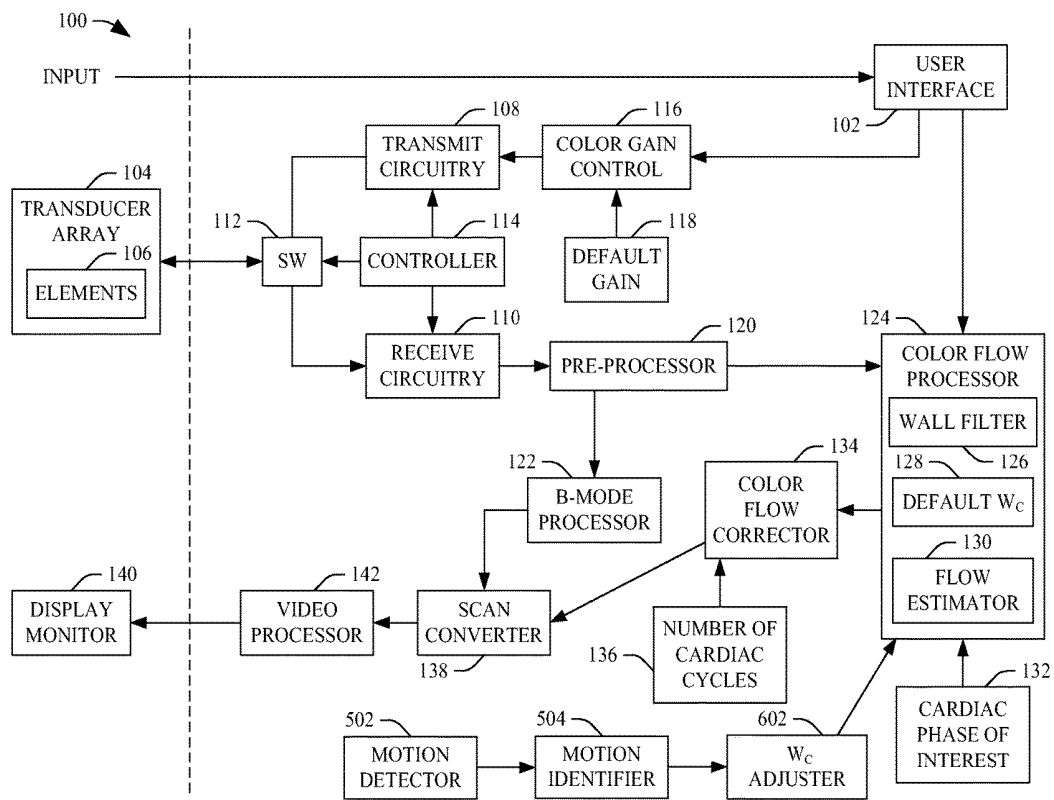 100
INPUT
USER
INTERFACE
102
108
TRANSMIT
CIRCUITRY
116
COLOR GAIN
CONTROL
104
TRANSDUCER
ARRAY
106
ELEMENTS
112
SW
114
CONTROLLER
118
DEFAULT
GAIN
110
RECEIVE
CIRCUITRY
120
PRE-PROCESSOR
124
COLOR FLOW
PROCESSOR
WALL FILTER
126
128
DEFAULT WC
130
FLOW
ESTIMATOR
122
B-MODE
PROCESSOR
134
COLOR
FLOW
CORRECTOR
140
DISPLAY
MONITOR
142
VIDEO
PROCESSOR
SCAN
CONVERTER
138
136
NUMBER OF
CARDIAC
CYCLES
132
CARDIAC
PHASE OF
INTEREST
502
MOTION
DETECTOR
504
MOTION
IDENTIFIER
602
WC
ADJUSTER